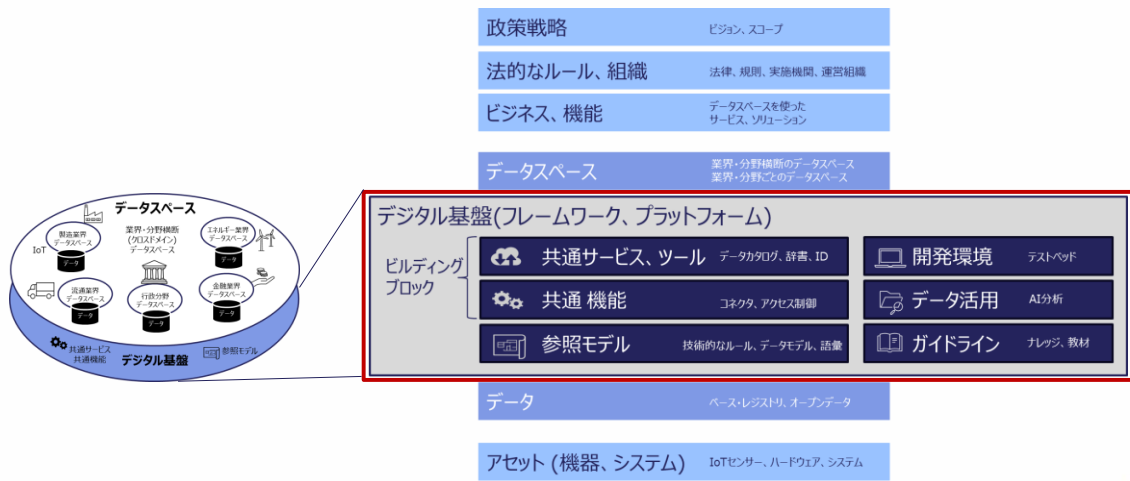 政策戦略
ビジョン、スコープ
法的なルール、組織
法律、規則、実施機関、運営組織
ビジネス、機能
データスペースを使った
サービス、ソリューション
データスペース
業界・分野横断のデータスペース
業界・分野ごとのデータスペース
デジタル基盤(フレームワーク、プラットフォーム)
ビルディング
ブロック
共通サービス、ツール
データカタログ、辞書、ID
開発環境
テストベッド
共通 機能
コネクタ、アクセス制御
データ活用
AI分析
参照モデル
技術的なルール、データモデル、語彙
ガイドライン
ナレッジ、教材
データ
ベース・レジストリ、オープンデータ
アセット (機器、システム)
IoTセンサー、ハードウェア、システム
データスペース
製造業界
データスペース
IoT
データ
業界・分野横断
(クロスドメイン)
データスペース
エネルギー業界
データスペース
データ
流通業界
データスペース
データ
行政分野
データスペース
データ
金融業界
データスペース
データ
共通サービス
共通機能
デジタル基盤
参照モデル